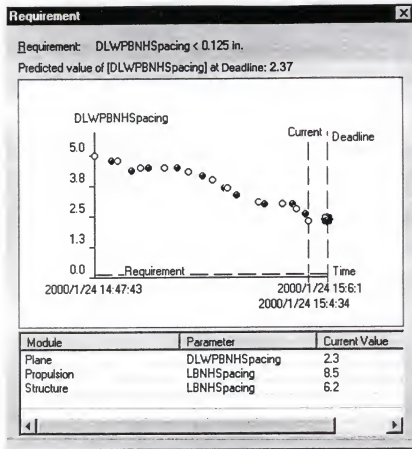 Requirement
Requirement: DLWPBNHSpacing < 0.125 in.
Predicted value of [DLWPBNHSpacing] at Deadline: 2.37
DLWPBNHSpacing
Current
Deadline
5.0
3.8
2.5
1.3
0.0
Requirement
Time
2000/1/24 14:47:43
2000/1/24 15:6:1
2000/1/24 15:4:34
Module Parameter Current Value
Plane DLWPBNHSpacing 2.3
Propulsion LBNHSpacing 8.5
Structure LBNHSpacing 6.2